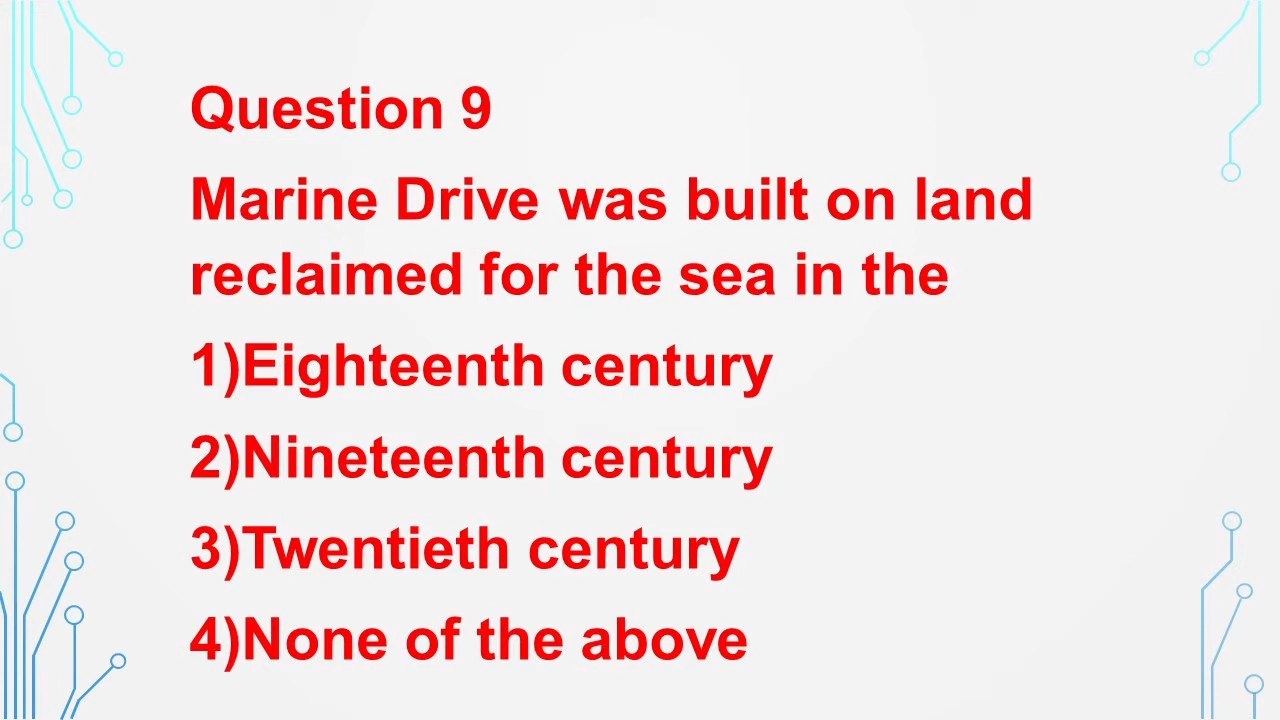 Question 9
Marine Drive was built on land
reclaimed for the sea in the
1)Eighteenth century
2)Nineteenth century
3)Twentieth century
4)None of the above